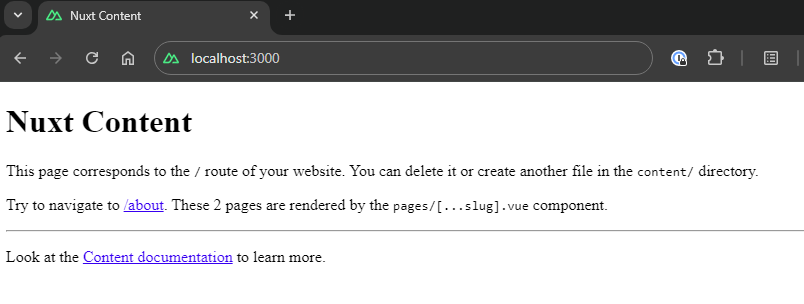 Nuxt Content
localhost:3000
Nuxt Content
This page corresponds to the / route of your website. You can delete it or create another file in the content/ directory.
Try to navigate to /about. These 2 pages are rendered by the pages/[...slug].vue component.
Look at the Content documentation to learn more.